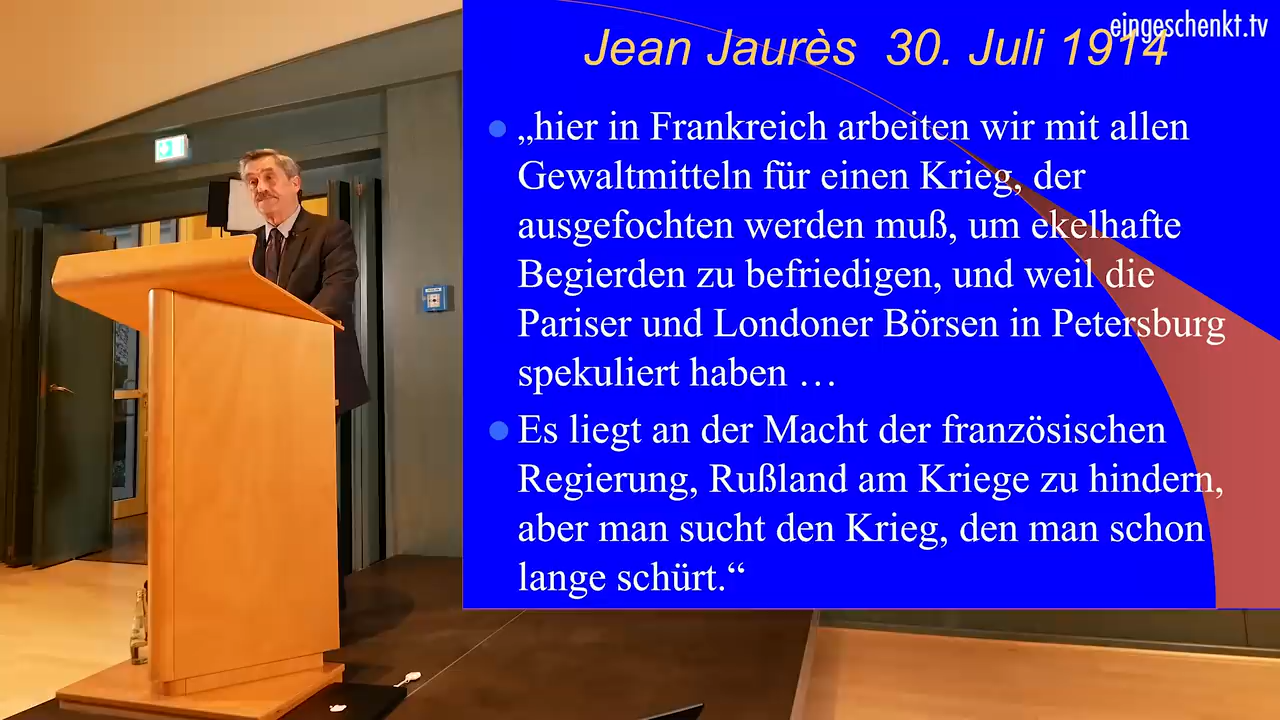 eingeschenkt.tv
Jean Jaurès 30. Juli 1914
„hier in Frankreich arbeiten wir mit allen
Gewaltmitteln für einen Krieg, der
ausgefochten werden muß, um ekelhafte
Begierden zu befriedigen, und weil die
Pariser und Londoner Börsen in Petersburg
spekuliert haben …
Es liegt an der Macht der französischen
Regierung, Rußland am Kriege zu hindern,
aber man sucht den Krieg, den man schon
lange schürt.“